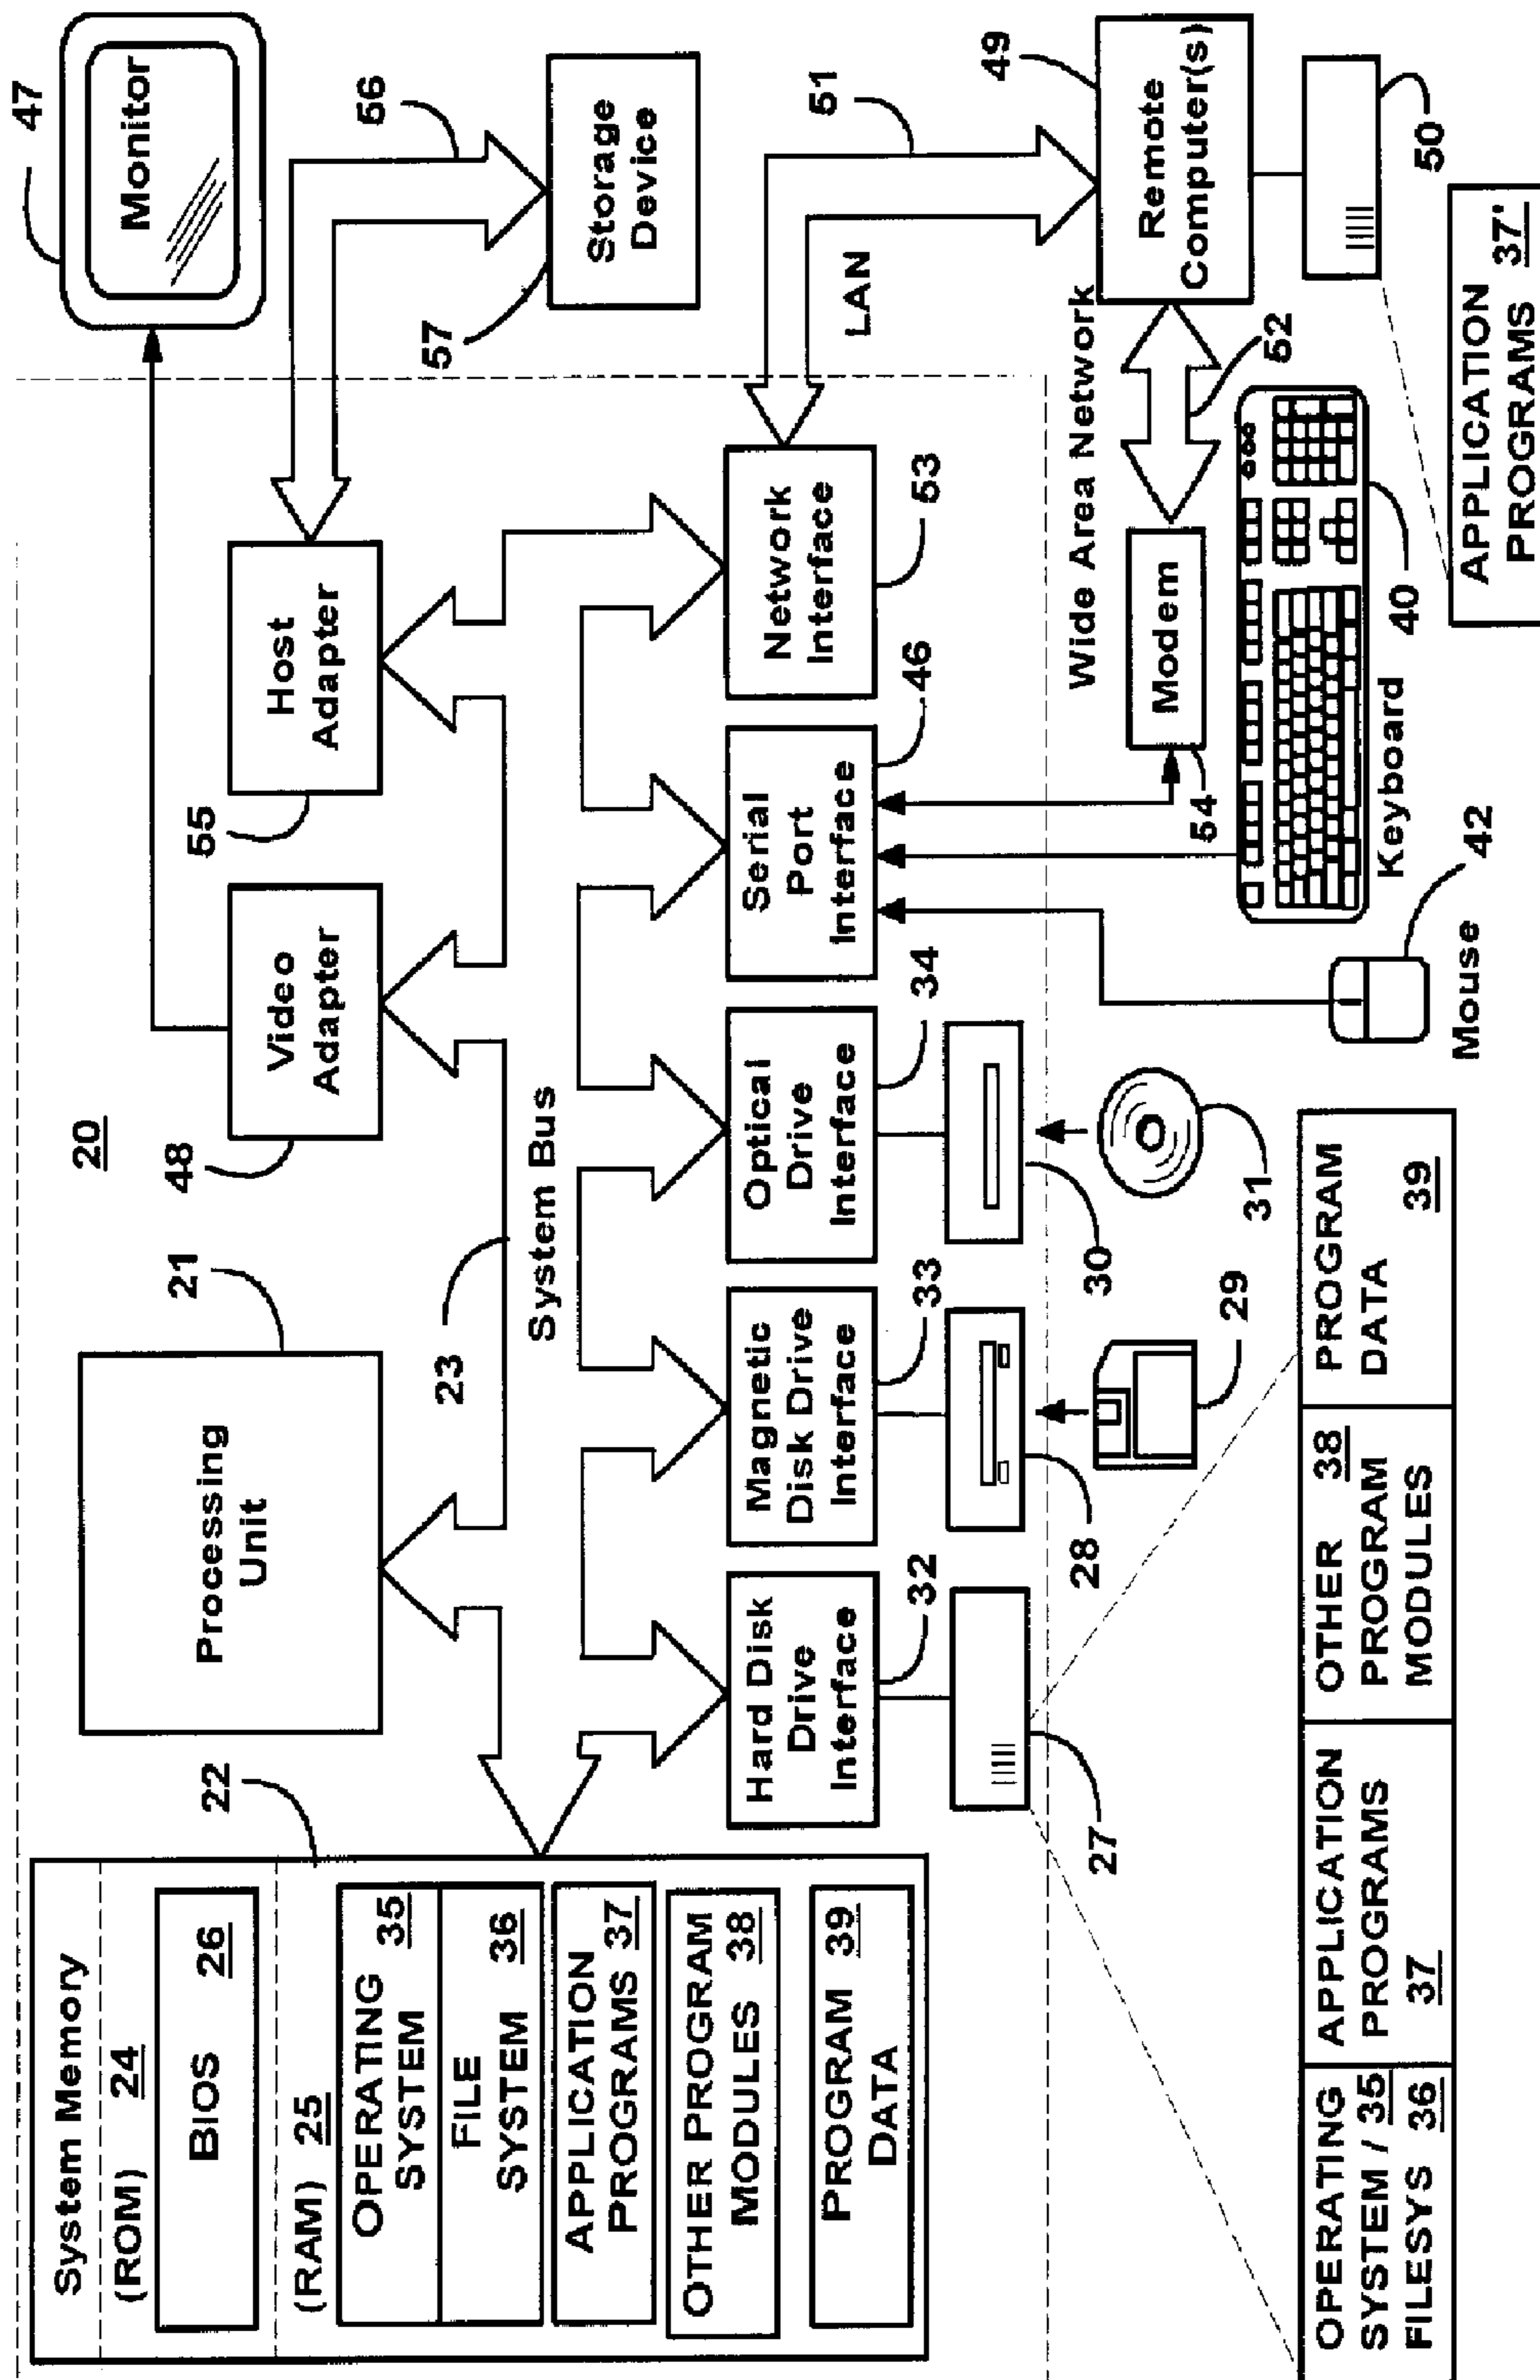 System Memory
(ROM) 24
BIOS 26
(RAM) 25
OPERATING
SYSTEM 35
FILE
SYSTEM 36
APPLICATION
PROGRAMS 37
OTHER PROGRAM
MODULES 38
PROGRAM 39
DATA
22
Processing
Unit
21
20
48
Video
Adapter
55
Host
Adapter
47
Monitor
56
57
Storage
Device
23
System Bus
Hard Disk
Drive
Interface
32
Magnetic
Disk Drive
Interface
33
Optical
Drive
Interface
34
Serial
Port
Interface
46
Network
Interface
53
LAN
51
27
28
29
30
31
Wide Area Network
Modem
54
52
49
Remote
Computer(s)
50
Mouse
42
Keyboard
40
OPERATING
SYSTEM / 35
FILESYS 36
APPLICATION
PROGRAMS
37
OTHER 38
PROGRAM
MODULES
PROGRAM
DATA 39
APPLICATION
PROGRAMS 37'